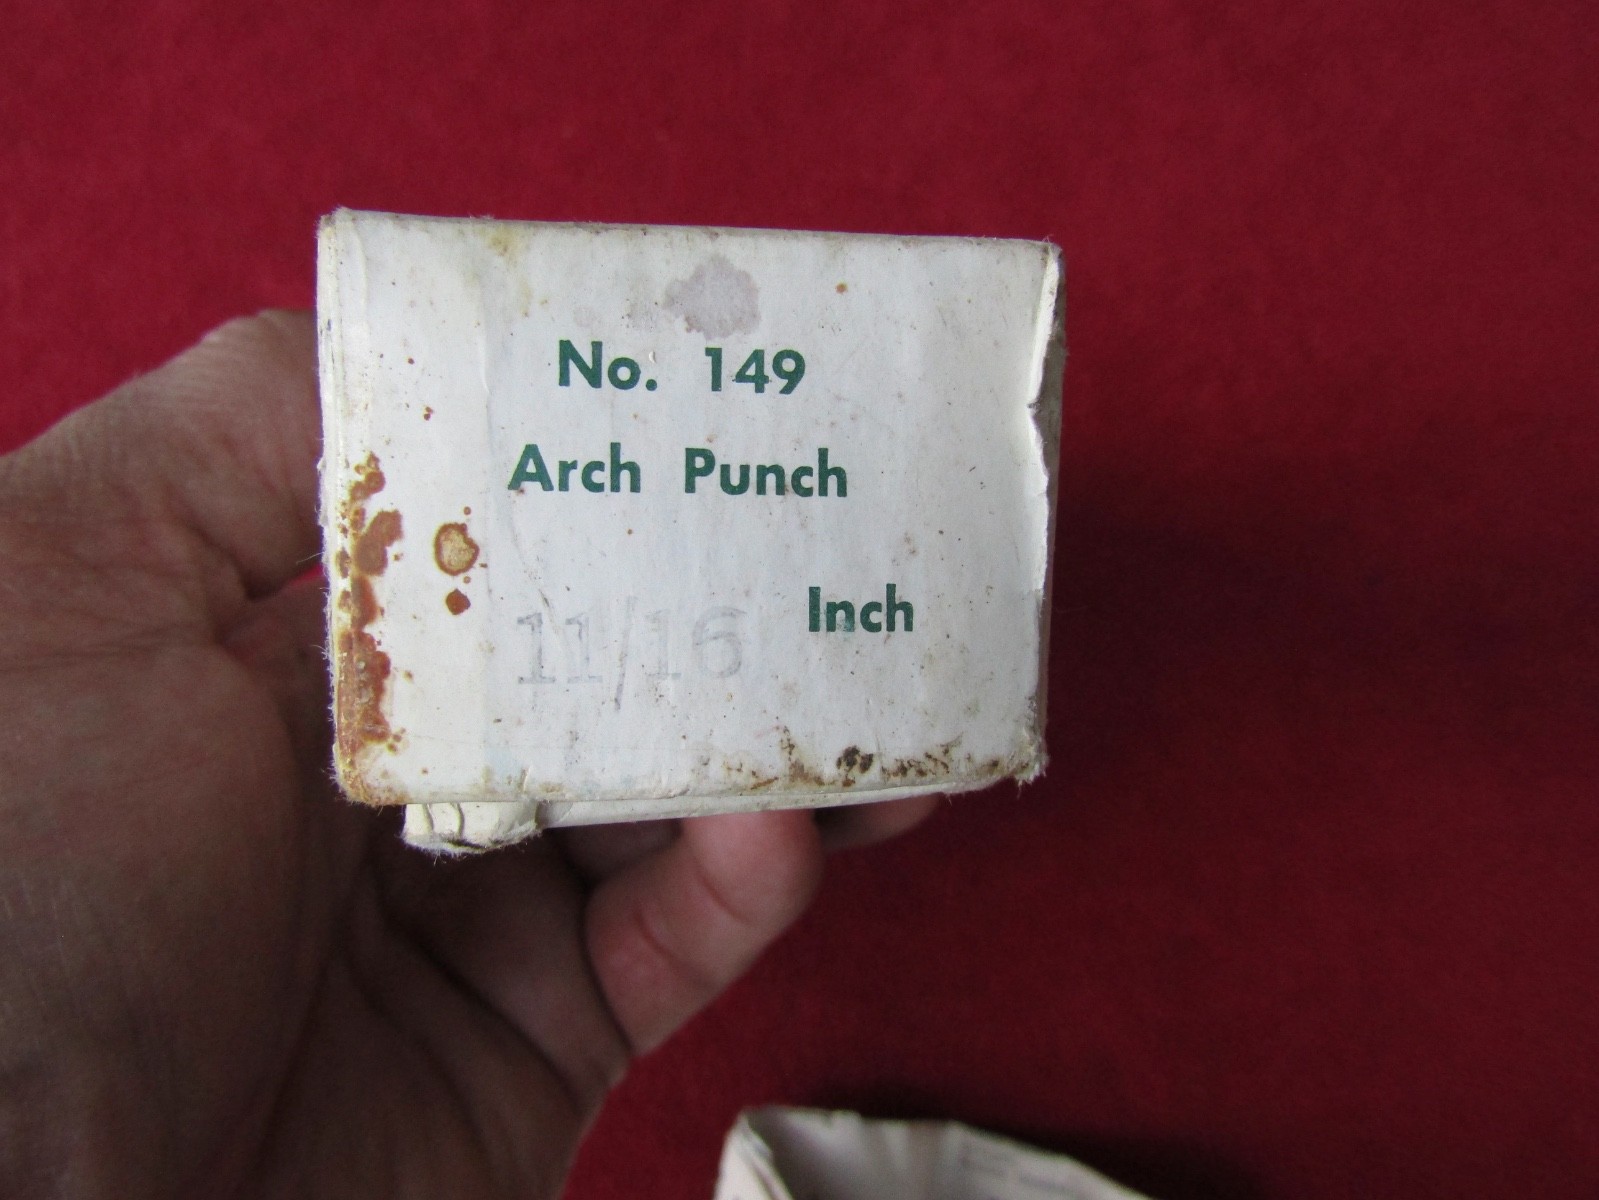 No. 149
Arch Punch
11/16 Inch